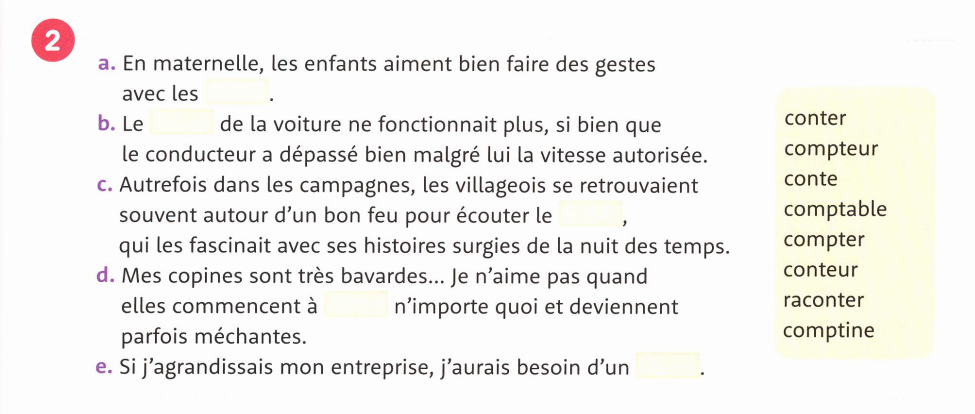 2
a. En maternelle, les enfants aiment bien faire des gestes
avec les .
b. Le de la voiture ne fonctionnait plus, si bien que
le conducteur a dépassé bien malgré lui la vitesse autorisée.
c. Autrefois dans les campagnes, les villageois se retrouvaient
souvent autour d’un bon feu pour écouter le ,
qui les fascinait avec ses histoires surgies de la nuit des temps.
d. Mes copines sont très bavardes... Je n’aime pas quand
elles commencent à n’importe quoi et deviennent
parfois méchantes.
e. Si j’agrandissais mon entreprise, j’aurais besoin d’un .
conter
compteur
conte
comptable
compter
conteur
raconter
comptine